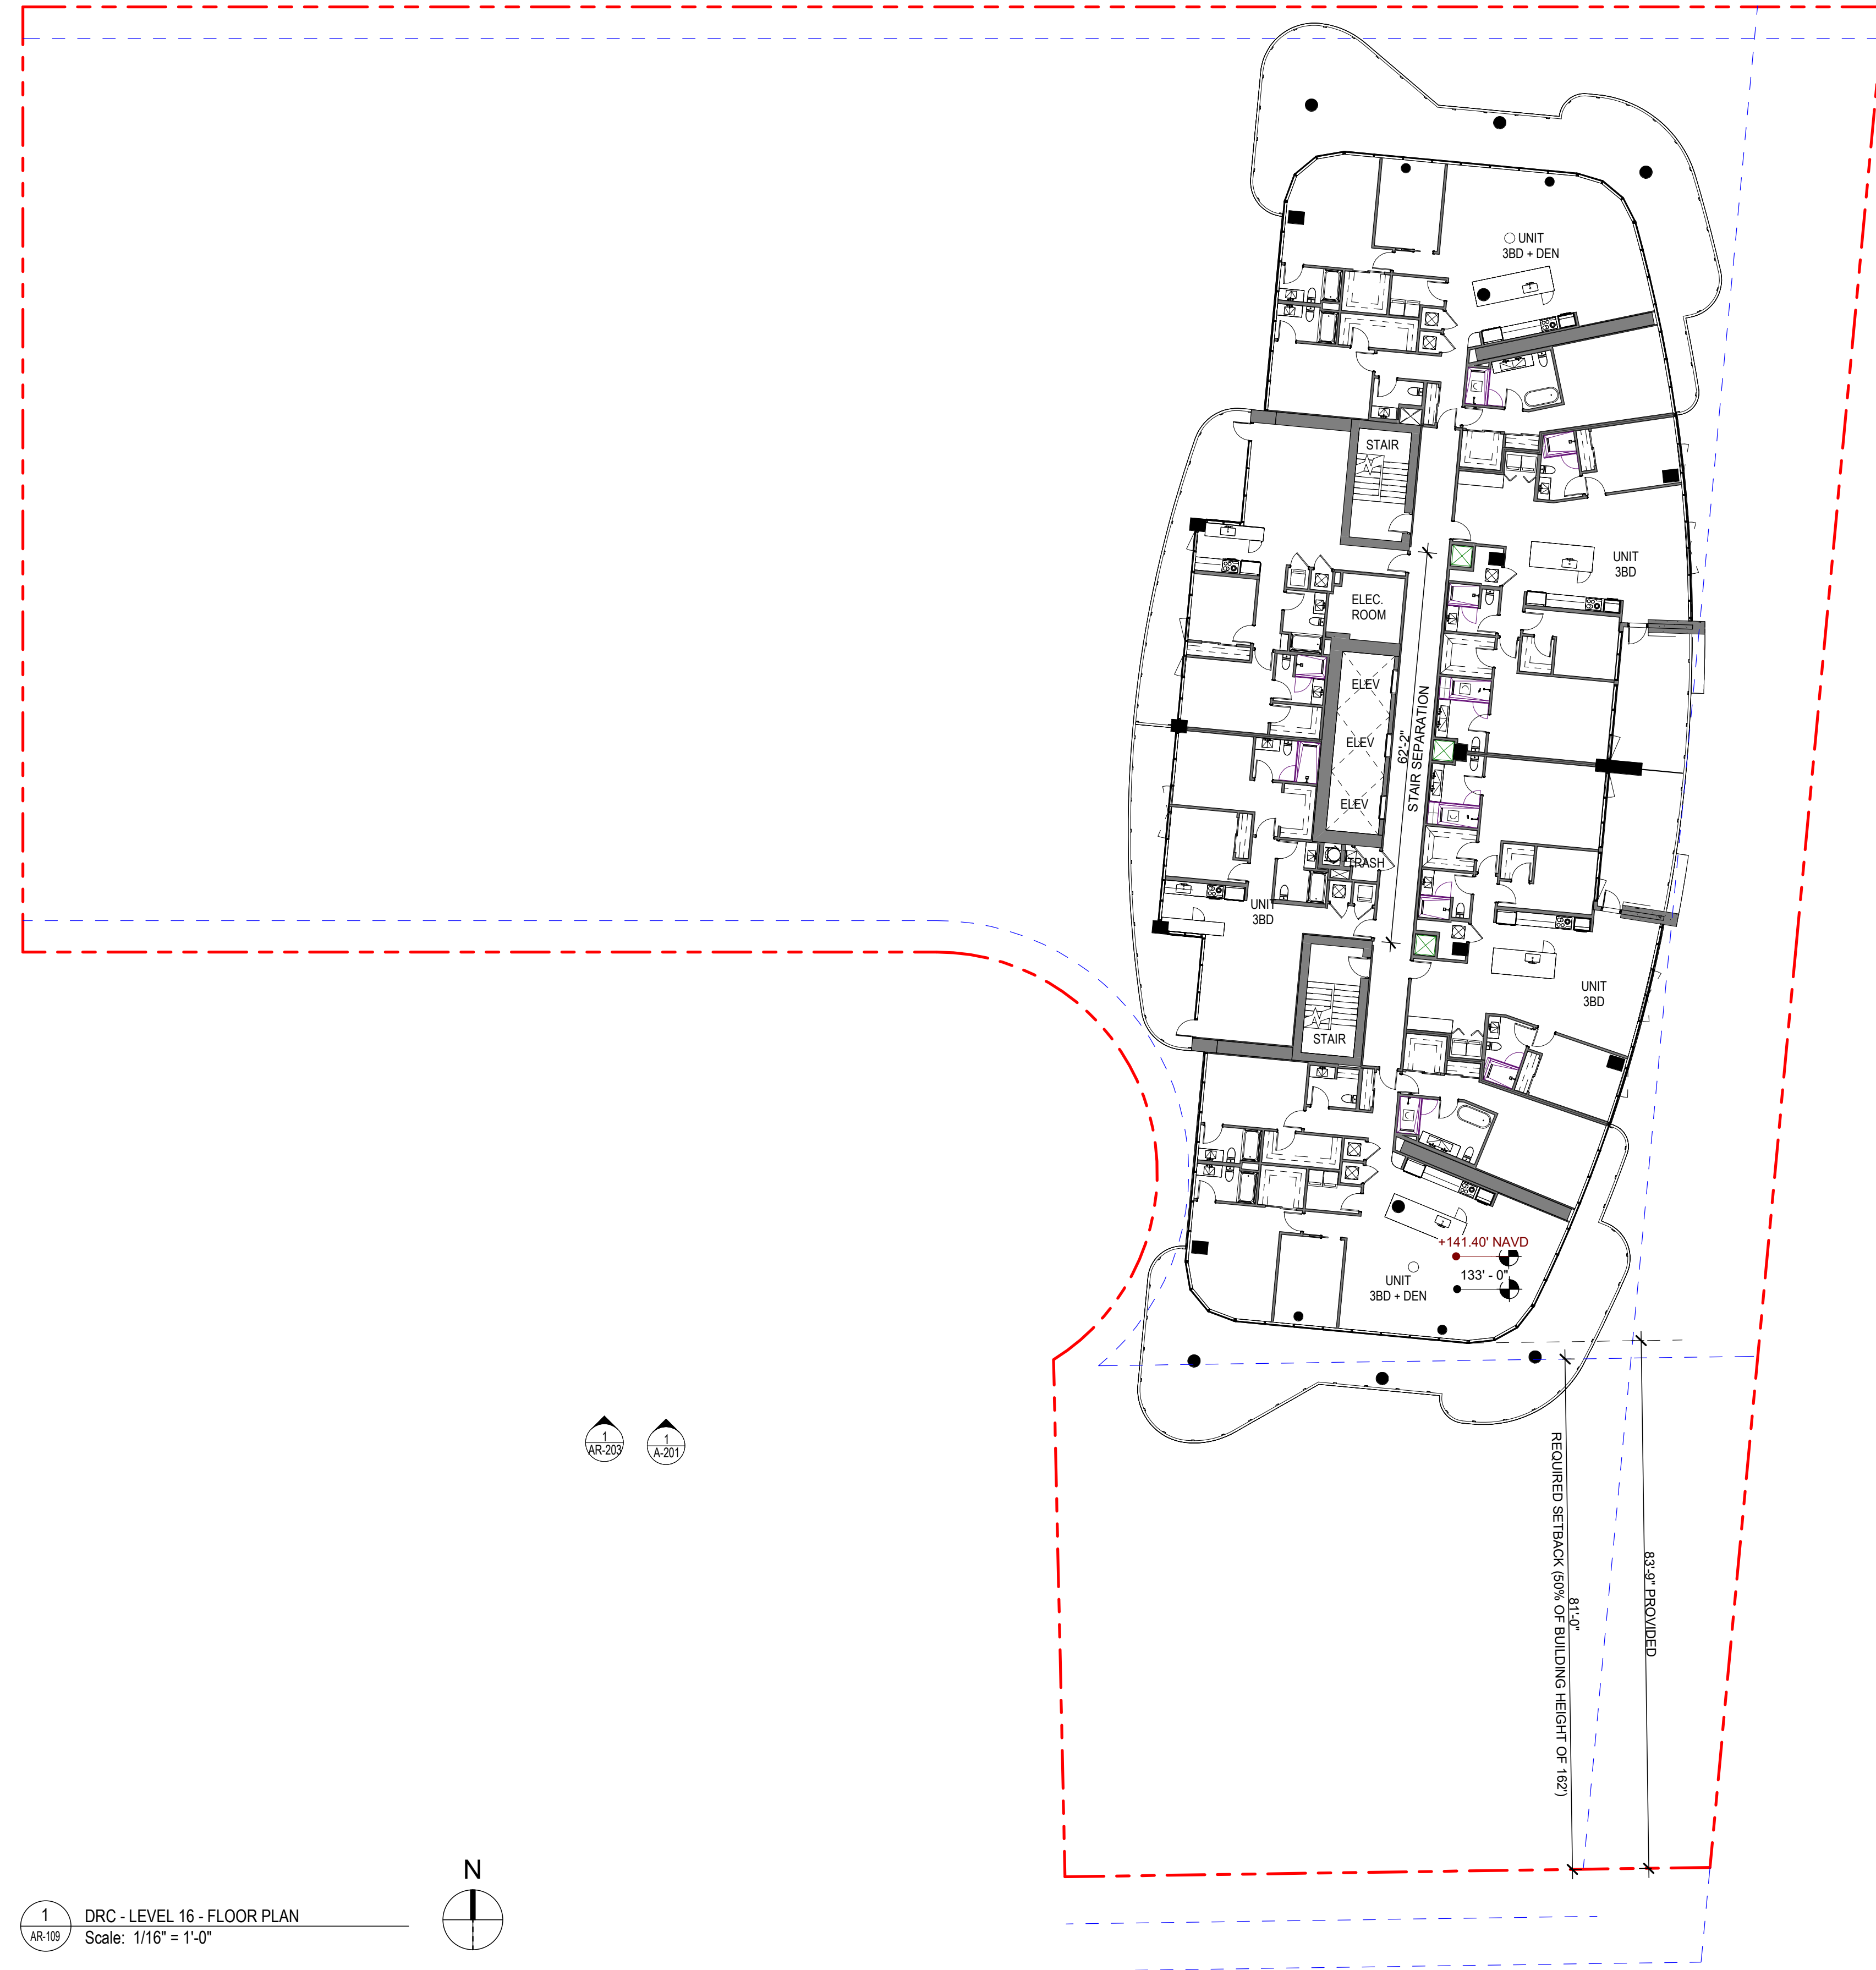 UNIT
3BD + DEN
STAIR
UNIT
3BD
ELEC.
ROOM
ELEV
ELEV
ELEV
62'-2"
STAIR SEPARATION
TRASH
UNIT
3BD
UNIT
3BD
STAIR
+141.40' NAVD
133' - 0"
UNIT
3BD + DEN
1
AR-203
1
A-201
81'-0"
REQUIRED SETBACK (50% OF BUILDING HEIGHT OF 162')
83'-9" PROVIDED
N
1
AR-109
DRC - LEVEL 16 - FLOOR PLAN
Scale: 1/16" = 1'-0"